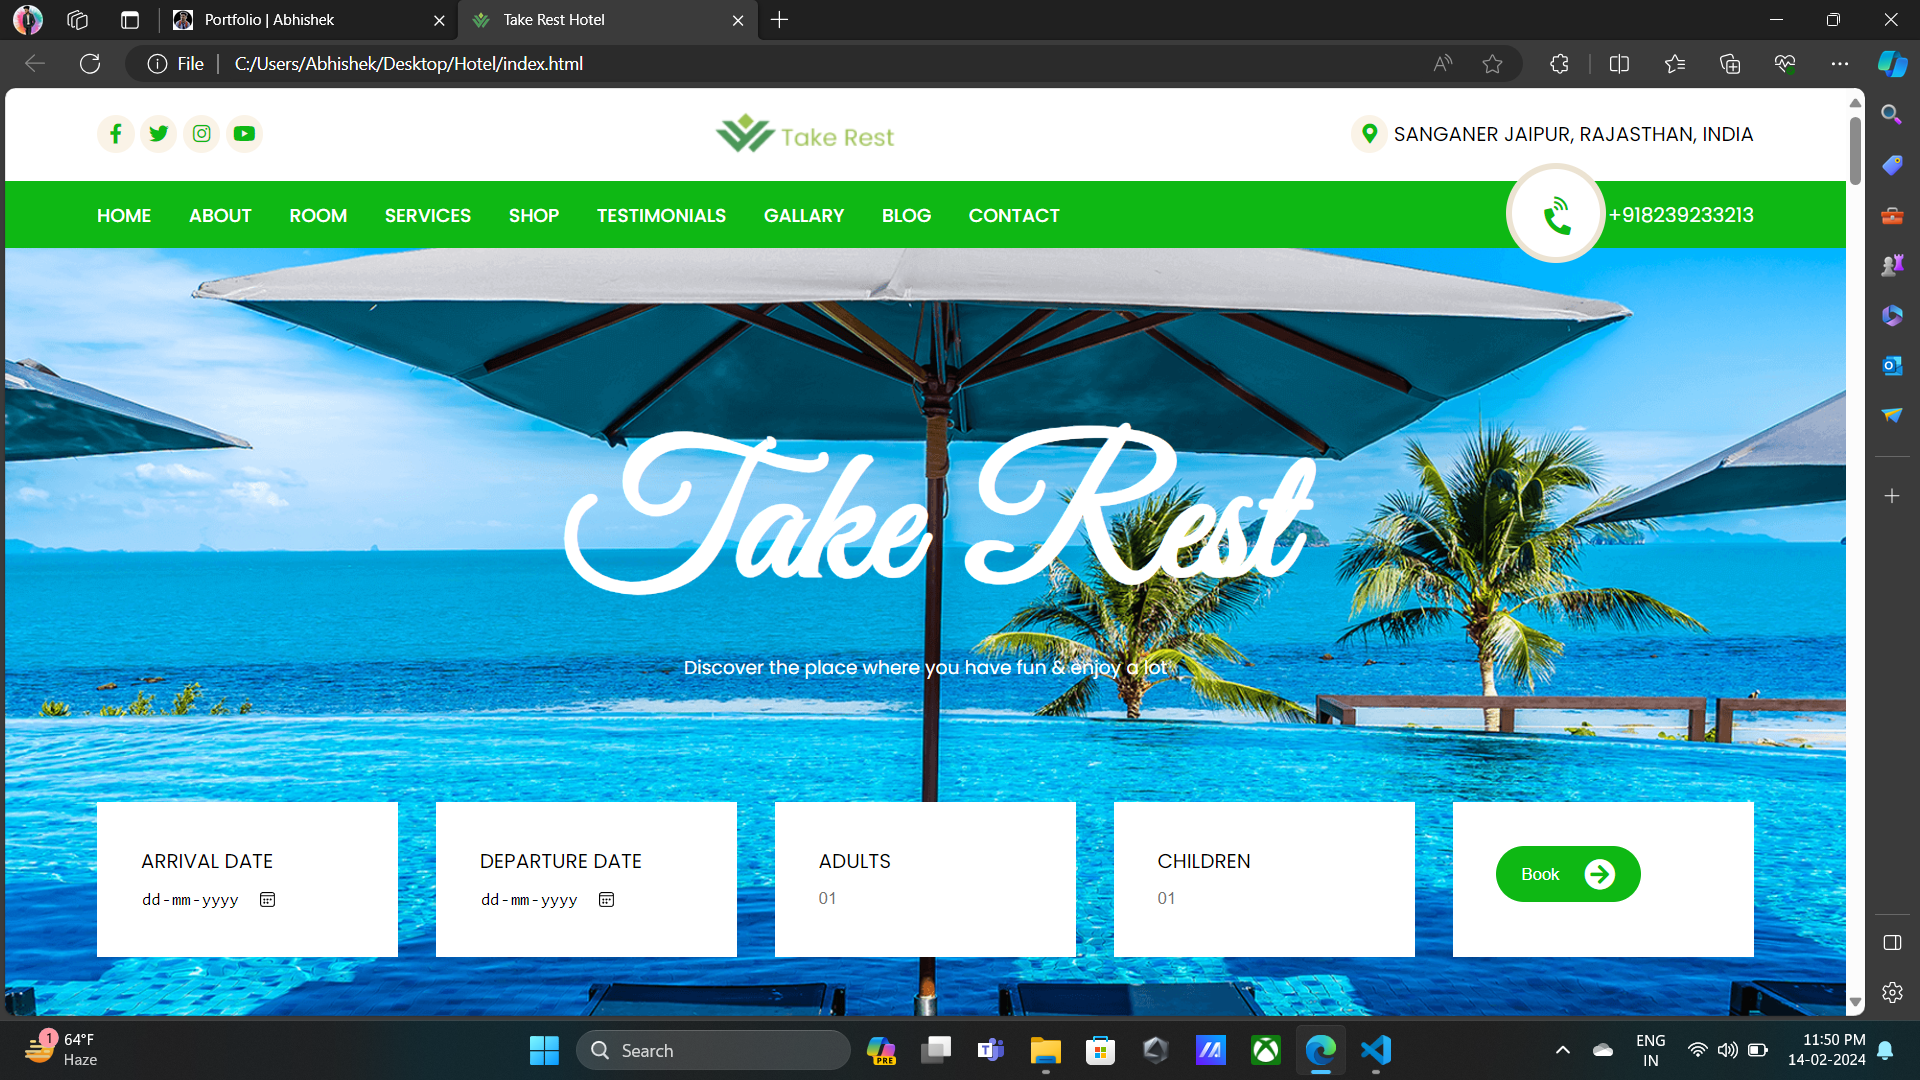 Portfolio | Abhishek
Take Rest Hotel
File
C:/Users/Abhishek/Desktop/Hotel/index.html
Take Rest
SANGANER JAIPUR, RAJASTHAN, INDIA
HOME ABOUT ROOM SERVICES SHOP TESTIMONIALS GALLARY BLOG CONTACT
+918239233213
Take Rest
Discover the place where you have fun & enjoy a lot
ARRIVAL DATE
dd-mm-yyyy
DEPARTURE DATE
dd-mm-yyyy
ADULTS
01
CHILDREN
01
Book
1
64°F
Haze
Search
PRE
ENG
IN
11:50 PM
14-02-2024